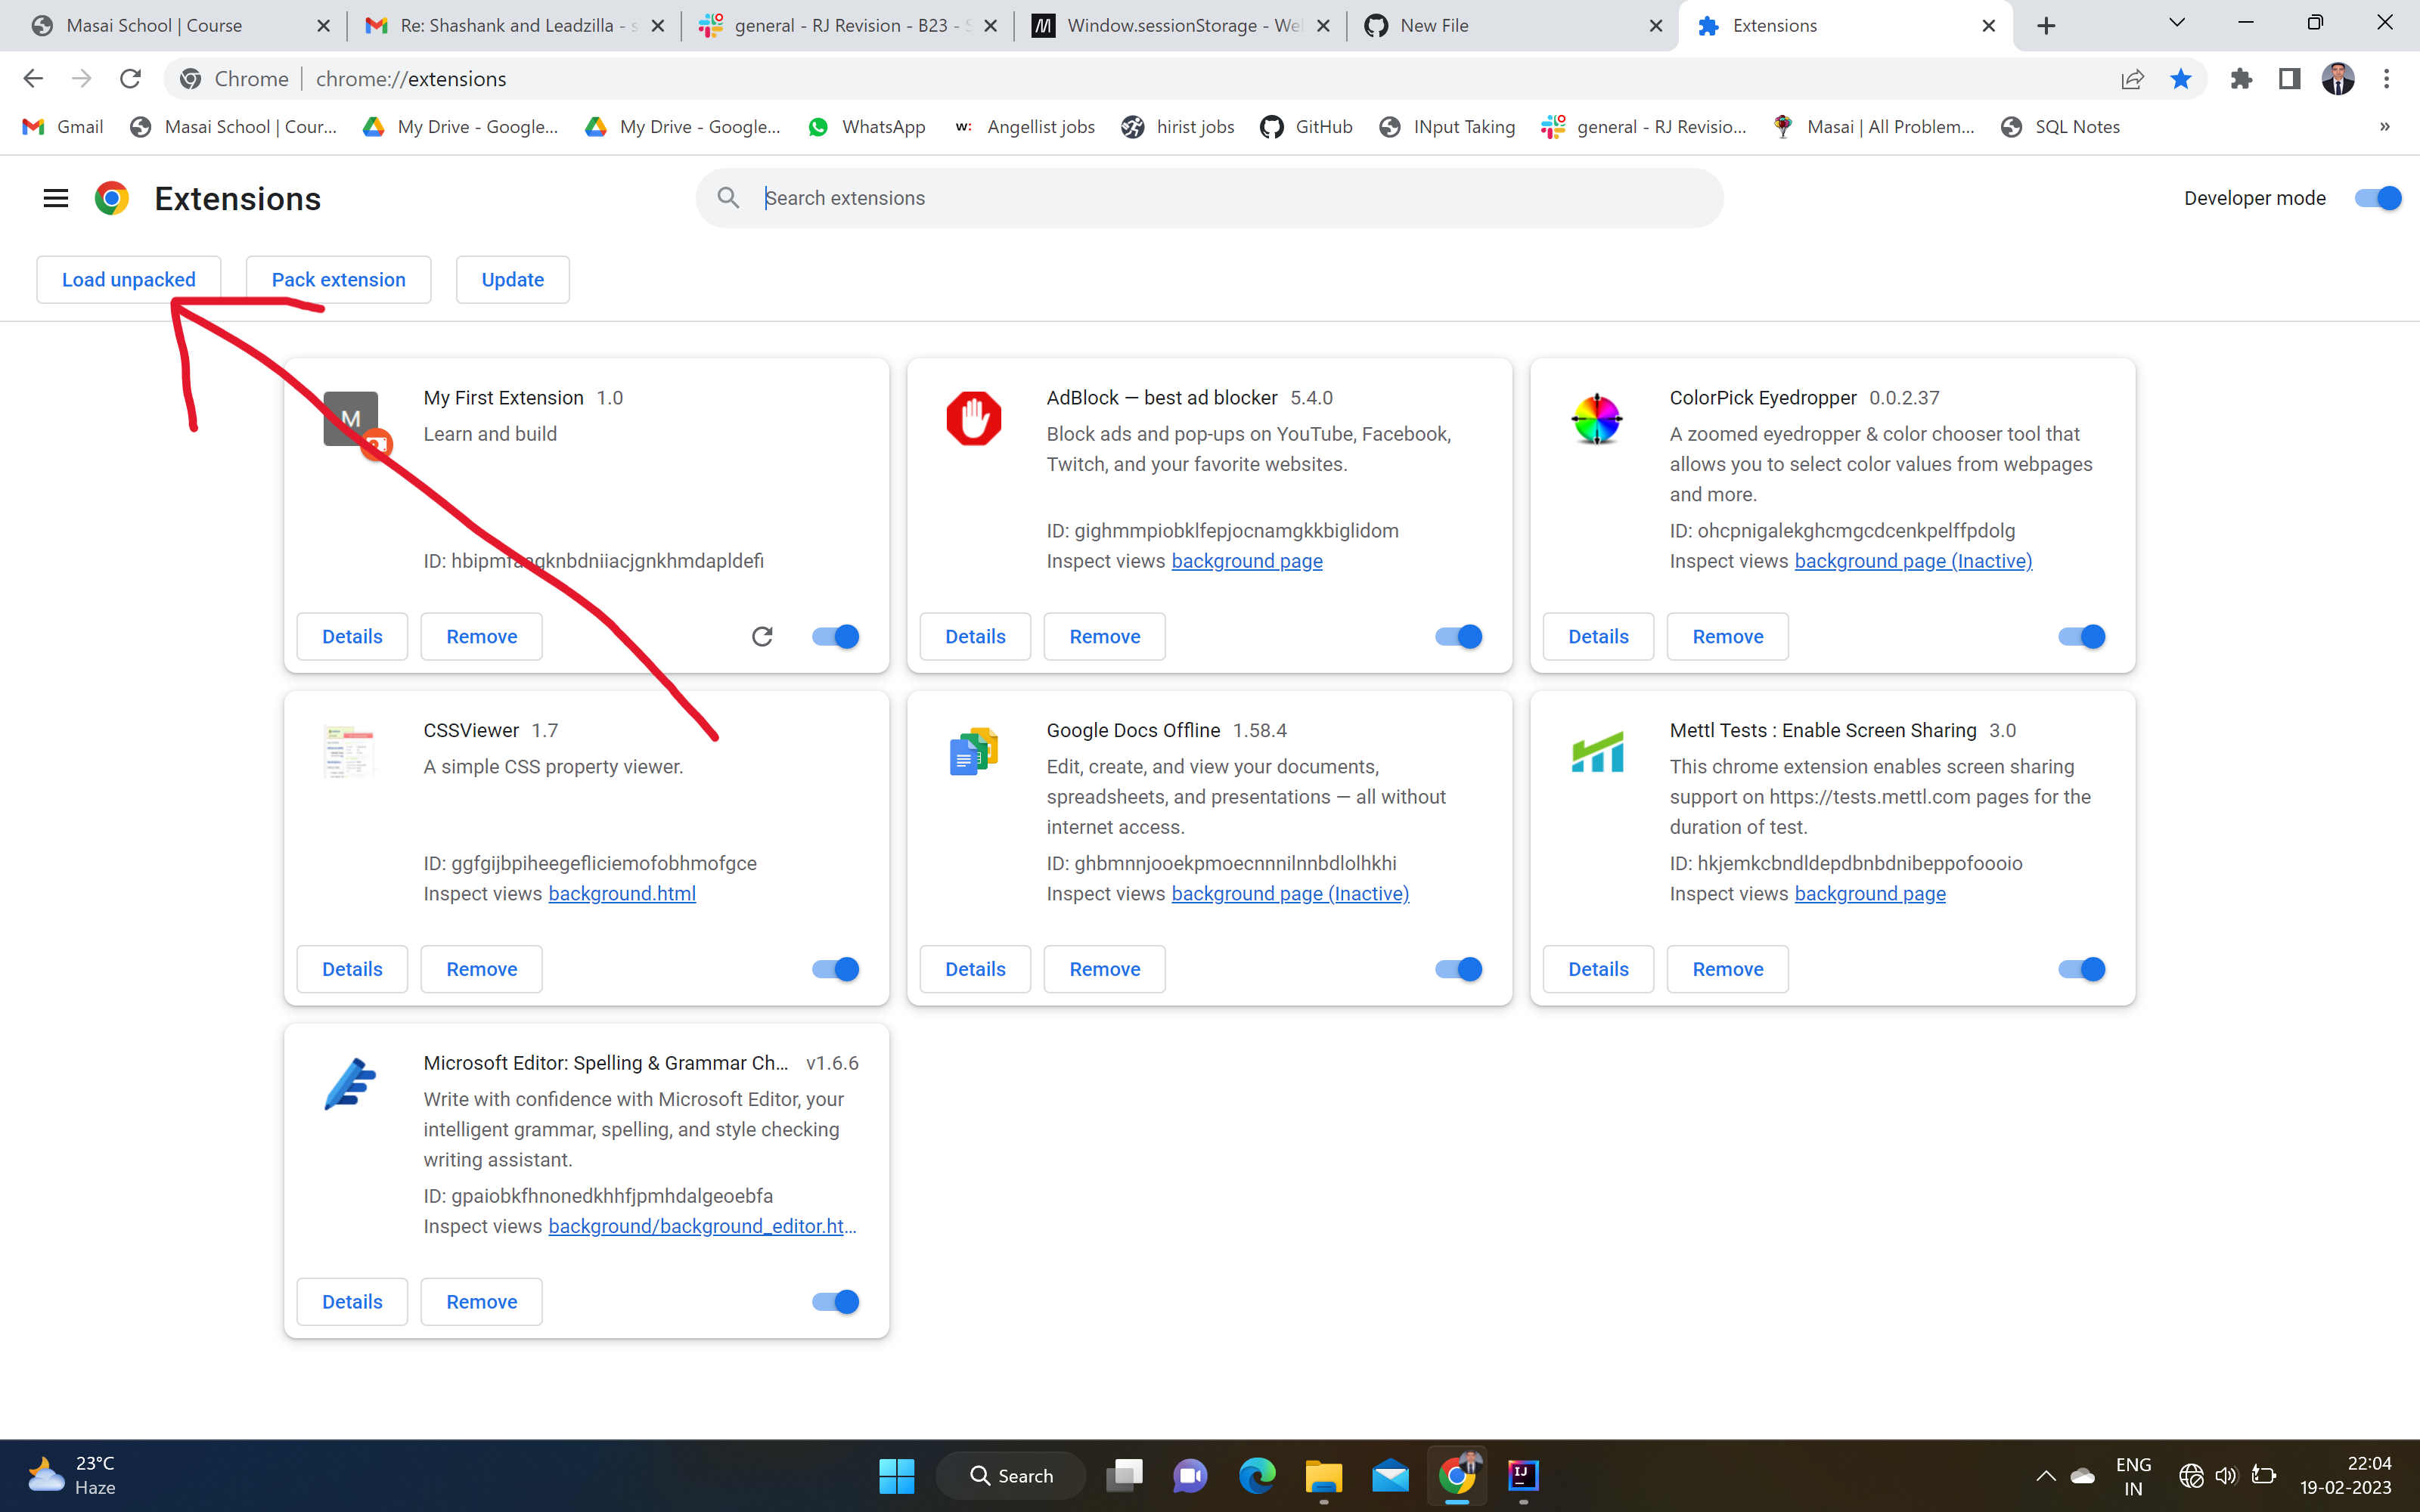 Masai School | Course
Re: Shashank and Leadzilla - s
general - RJ Revision - B23 - S
Window.sessionStorage - We
New File
Extensions
Chrome
chrome://extensions
Gmail
Masai School | Cour...
My Drive - Google...
My Drive - Google...
WhatsApp
w:
Angellist jobs
hirist jobs
GitHub
INput Taking
general - RJ Revisio...
Masai | All Problem...
SQL Notes
»
Extensions
Search extensions
Developer mode
Load unpacked
Pack extension
Update
M
My First Extension 1.0
Learn and build
Details
Remove
AdBlock — best ad blocker 5.4.0
Block ads and pop-ups on YouTube, Facebook,
Twitch, and your favorite websites.
ID: gighmmpiobklfepjocnamgkkbiglidom
Inspect views background page
Details
Remove
ColorPick Eyedropper 0.0.2.37
A zoomed eyedropper & color chooser tool that
allows you to select color values from webpages
and more.
ID: ohcpnigalekghcmgcdcenkpelffpdolg
Inspect views background page (Inactive)
Details
Remove
CSSViewer 1.7
A simple CSS property viewer.
ID: ggfgijbpiheegefliciemofobhmofgce
Inspect views background.html
Details
Remove
Google Docs Offline 1.58.4
Edit, create, and view your documents,
spreadsheets, and presentations — all without
internet access.
ID: ghbmnnjooekpmoecnnnilnnbdlolhkhi
Inspect views background page (Inactive)
Details
Remove
Mettl Tests : Enable Screen Sharing 3.0
This chrome extension enables screen sharing
support on https://tests.mettl.com pages for the
duration of test.
ID: hkjemkcbndldepdbnbdnibeppofoooio
Inspect views background page
Details
Remove
Microsoft Editor: Spelling & Grammar Ch... v1.6.6
Write with confidence with Microsoft Editor, your
intelligent grammar, spelling, and style checking
writing assistant.
ID: gpaiobkfhnonedkhhfjpmhdalgeoebfa
Inspect views background/background_editor.ht...
Details
Remove
23°C
Haze
Search
IJ
ENG
IN
22:04
19-02-2023